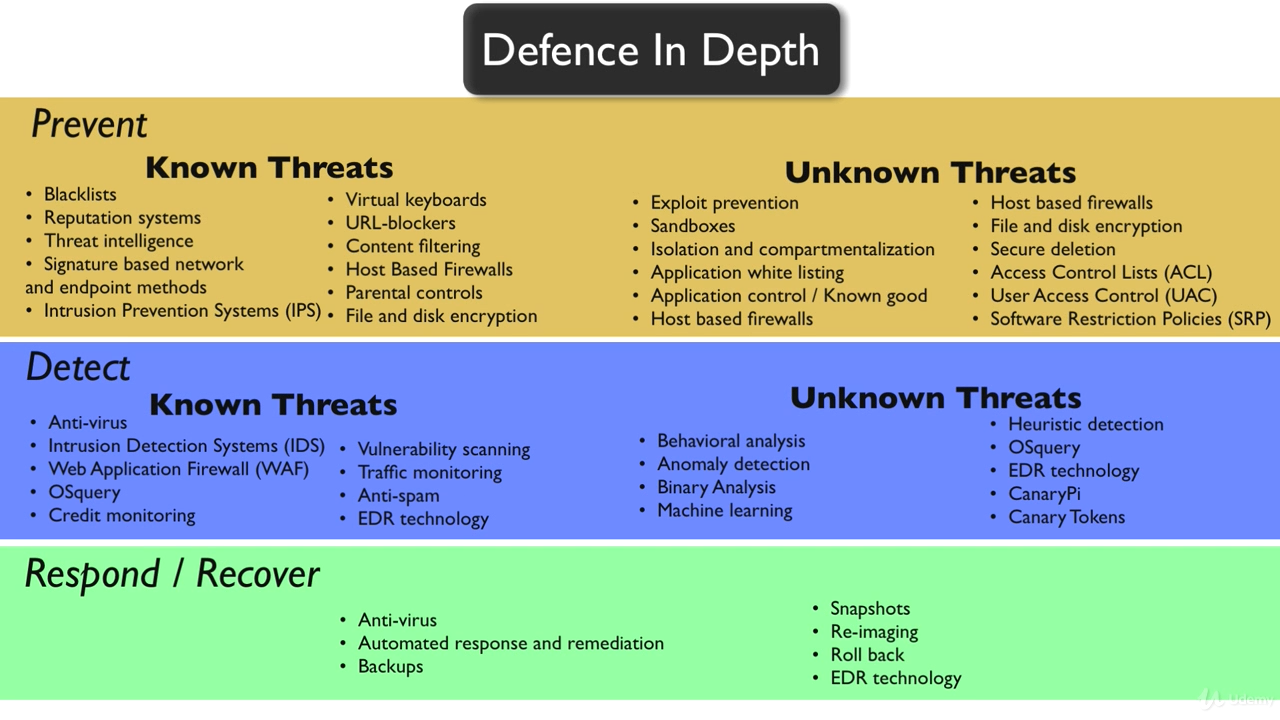 Defence In Depth
Prevent
Known Threats
• Blacklists
• Reputation systems
• Threat intelligence
• Signature based network
and endpoint methods
• Intrusion Prevention Systems (IPS)
• Virtual keyboards
• URL-blockers
• Content filtering
• Host Based Firewalls
• Parental controls
• File and disk encryption
Unknown Threats
• Exploit prevention
• Sandboxes
• Isolation and compartmentalization
• Application white listing
• Application control / Known good
• Host based firewalls
• Host based firewalls
• File and disk encryption
• Secure deletion
• Access Control Lists (ACL)
• User Access Control (UAC)
• Software Restriction Policies (SRP)
Detect
Known Threats
• Anti-virus
• Intrusion Detection Systems (IDS)
• Web Application Firewall (WAF)
• OSquery
• Credit monitoring
• Vulnerability scanning
• Traffic monitoring
• Anti-spam
• EDR technology
Unknown Threats
• Behavioral analysis
• Anomaly detection
• Binary Analysis
• Machine learning
• Heuristic detection
• OSquery
• EDR technology
• CanaryPi
• Canary Tokens
Respond / Recover
• Anti-virus
• Automated response and remediation
• Backups
• Snapshots
• Re-imaging
• Roll back
• EDR technology
Udemy